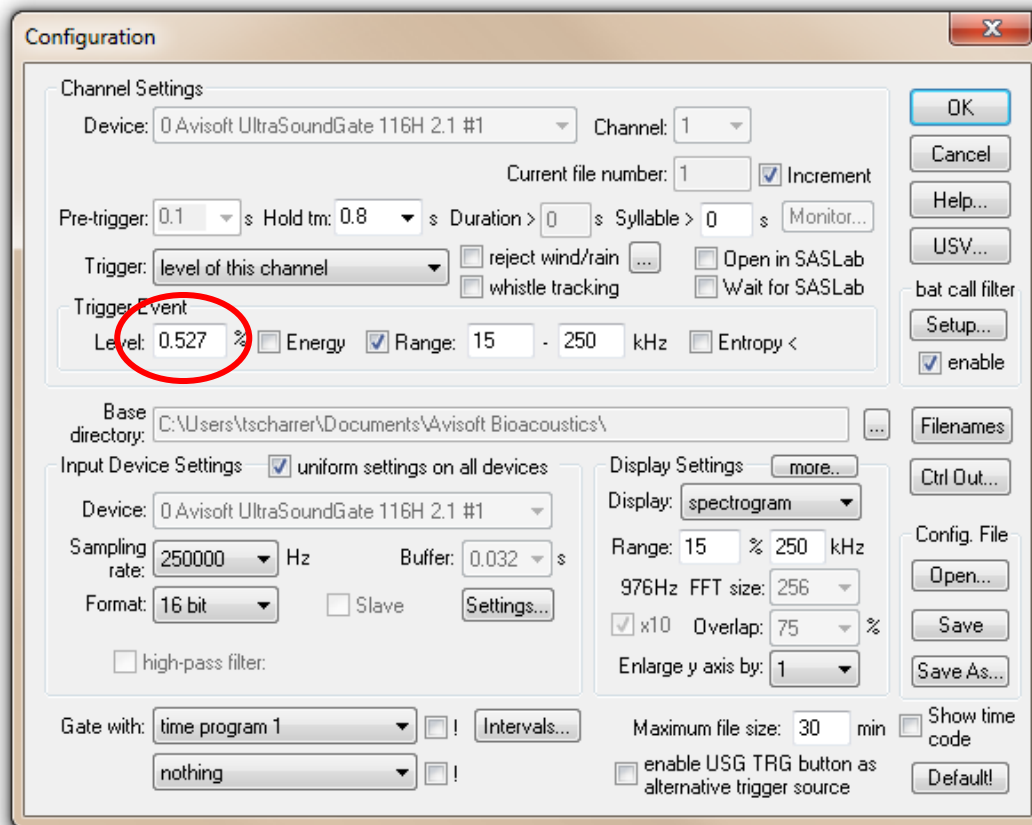 Configuration
Channel Settings
OK
Device: 0 Avisoft UltraSoundGate 116H 2.1 #1 Channel: 1
Cancel
Current file number: 1 Increment
Help...
Pre-trigger: 0.1 s Hold tm: 0.8 s Duration > 0 s Syllable > 0 s Monitor...
USV...
Trigger: level of this channel reject wind/rain ... Open in SASLab
whistle tracking Wait for SASLab
bat call filter
Trigger Event
Setup...
Level: 0.527 % Energy Range: 15 - 250 kHz Entropy <
enable
Base
directory: C:\Users\tscharrer\Documents\Avisoft Bioacoustics\ ... Filenames
Input Device Settings uniform settings on all devices
Device: 0 Avisoft UltraSoundGate 116H 2.1 #1
Sampling
rate: 250000 Hz Buffer: 0.032 s
Format: 16 bit Slave Settings...
high-pass filter:
Display Settings more..
Display: spectrogram
Range: 15 % 250 kHz
976Hz FFT size: 256
x10 Overlap: 75 %
Enlarge y axis by: 1
Ctrl Out...
Config. File
Open...
Save
Save As...
Gate with: time program 1 ! Intervals...
nothing !
Maximum file size: 30 min
enable USG TRG button as
alternative trigger source
Show time
code
Default!